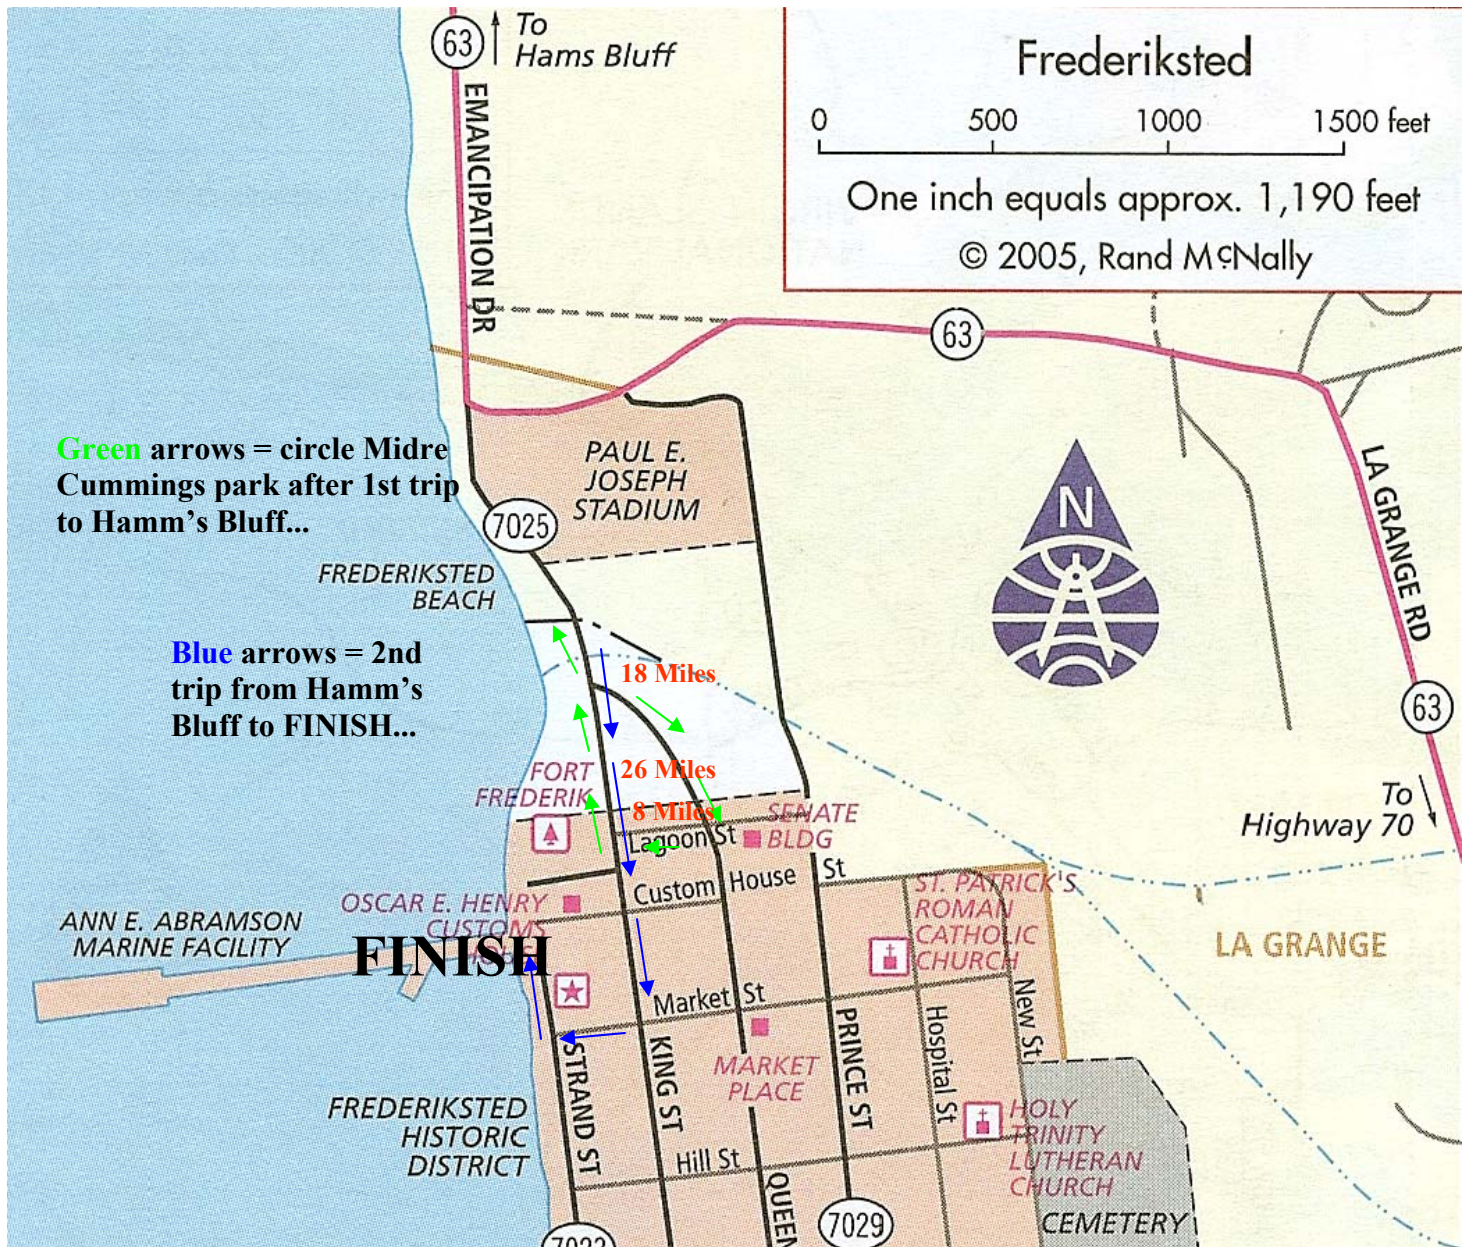 63
To
Hams Bluff
EMANCIPATION DR
Frederiksted
0 500 1000 1500 feet
One inch equals approx. 1,190 feet
© 2005, Rand McNally
63
Green arrows = circle Midre
Cummings park after 1st trip
to Hamm's Bluff...
PAUL E.
JOSEPH
STADIUM
7025
N
LA GRANGE RD
FREDERIKSTED
BEACH
Blue arrows = 2nd
trip from Hamm's
Bluff to FINISH...
18 Miles
63
26 Miles
FORT
FREDERIK
8 Miles
SENATE
BLDG
Lagoon St
To
Highway 70
Custom House St
OSCAR E. HENRY
CUSTOMS
ST. PATRICK'S
ROMAN
CATHOLIC
CHURCH
ANN E. ABRAMSON
MARINE FACILITY
FINISH
LA GRANGE
Market St
New St
Hospital St
PRINCE ST
KING ST
STRAND ST
MARKET
PLACE
FREDERIKSTED
HISTORIC
DISTRICT
HOLY
TRINITY
LUTHERAN
CHURCH
Hill St
QUEEN
7029
CEMETERY